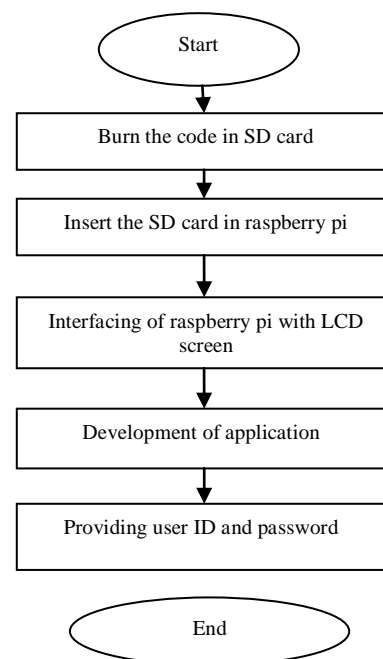 Start
Burn the code in SD card
Insert the SD card in raspberry pi
Interfacing of raspberry pi with LCD
screen
Development of application
Providing user ID and password
End